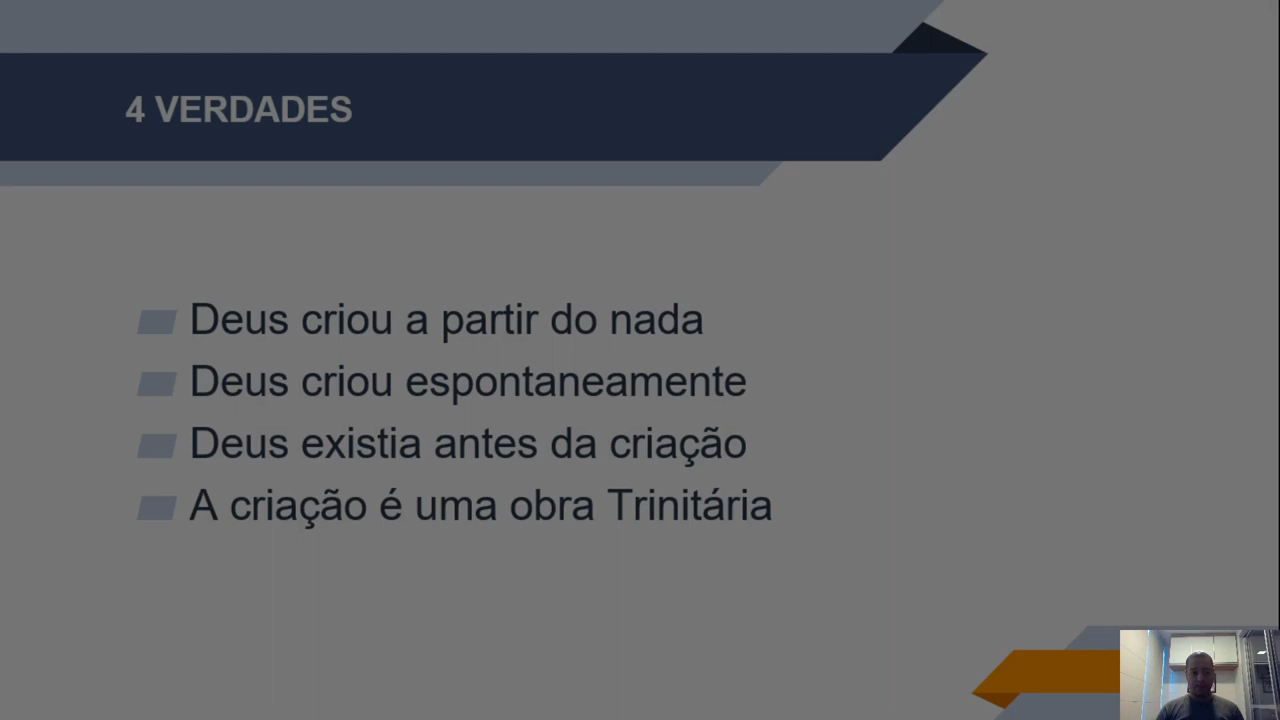 4 VERDADES
Deus criou a partir do nada
Deus criou espontaneamente
Deus existia antes da criação
A criação é uma obra Trinitária